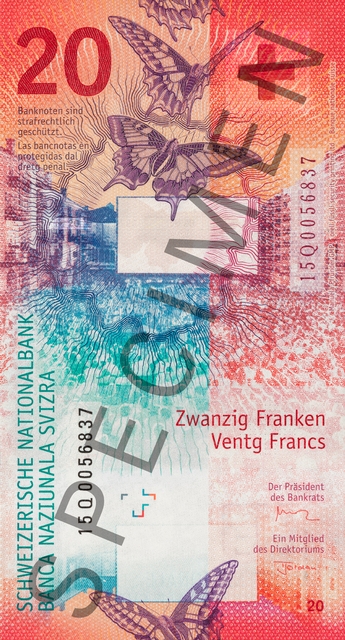 20
Banknoten sind
strafrechtlich
geschützt.
Las bancnotas en
protegidas dal
dretg penal.
SPECIMEN
15Q0056837
SCHWEIZERISCHE NATIONALBANK
BANCA NAZIUNALA SVIZRA
15Q0056837
Zwanzig Franken
Ventg Francs
Der Präsident
des Bankrats
Ein Mitglied
des Direktoriums
20